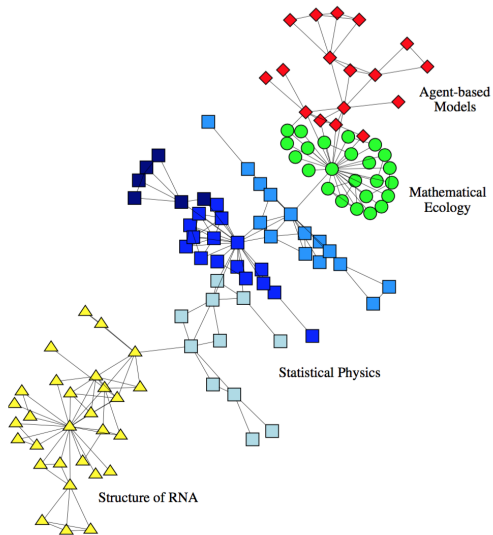 Agent-based
Models
Mathematical
Ecology
Statistical Physics
Structure of RNA